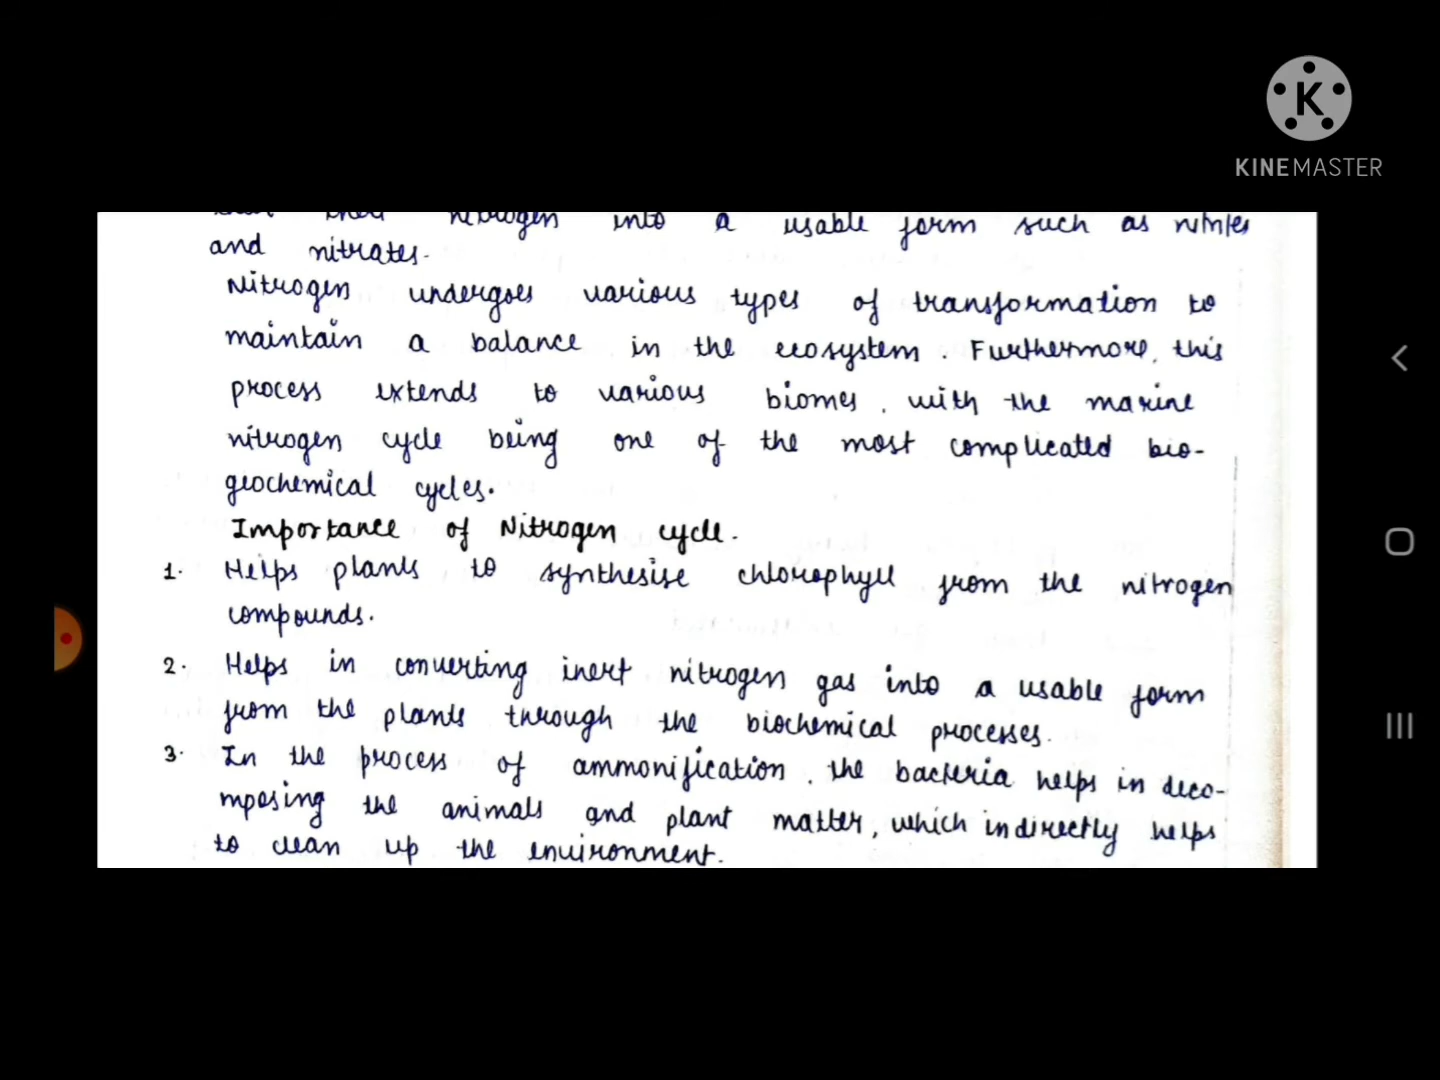 KINEMASTER
nitrogen into a usable form such as nitrites
and nitrates.
Nitrogen undergoes various types of transformation to
maintain a balance in the ecosystem. Furthermore, this
process extends to various biomes, with the marine
nitrogen cycle being one of the most complicated bio-
geochemical cycles.
Importance of Nitrogen cycle.
1. Helps plants to synthesise chlorophyll from the nitrogen
compounds.
2. Helps in converting inert nitrogen gas into a usable form
from the plants through the biochemical processes.
3. In the process of ammonification, the bacteria helps in deco-
mposing the animals and plant matter, which indirectly helps
to clean up the environment.